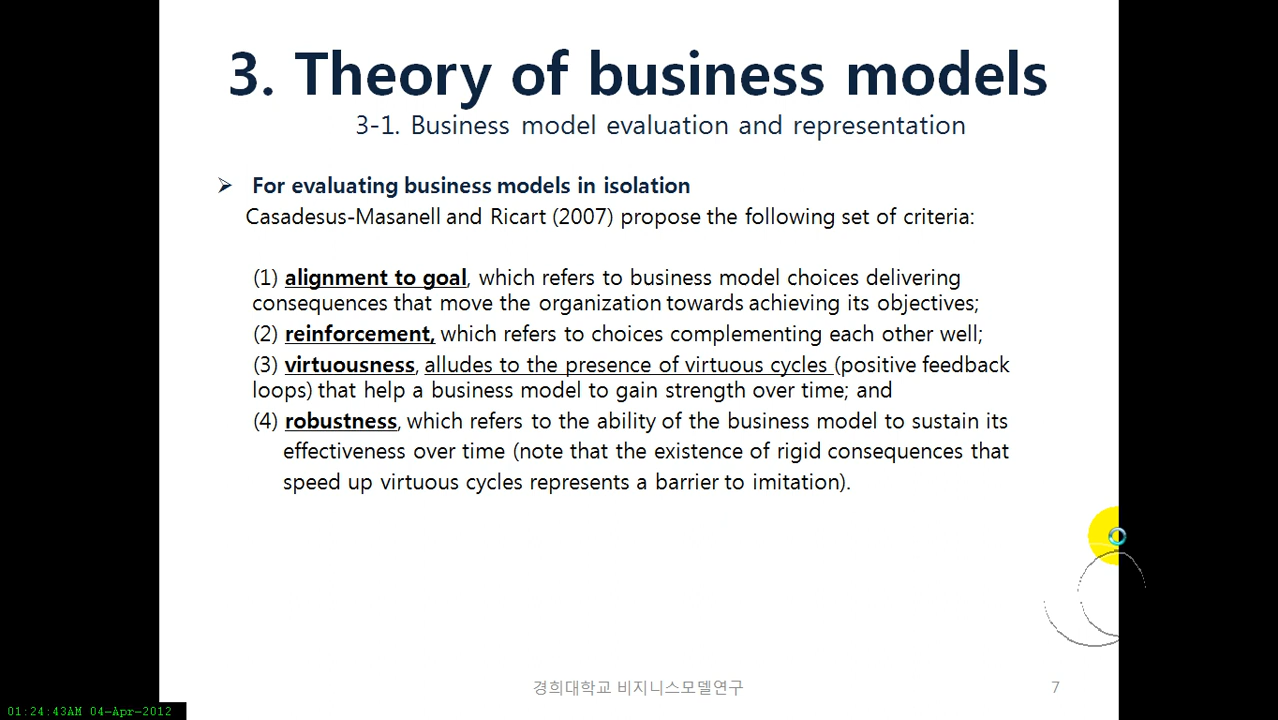 3. Theory of business models
3-1. Business model evaluation and representation
For evaluating business models in isolation
Casadesus-Masanell and Ricart (2007) propose the following set of criteria:
(1) alignment to goal, which refers to business model choices delivering
consequences that move the organization towards achieving its objectives;
(2) reinforcement, which refers to choices complementing each other well;
(3) virtuousness, alludes to the presence of virtuous cycles (positive feedback
loops) that help a business model to gain strength over time; and
(4) robustness, which refers to the ability of the business model to sustain its
effectiveness over time (note that the existence of rigid consequences that
speed up virtuous cycles represents a barrier to imitation).
경희대학교 비지니스모델연구
7
01:24:43AM 04-Apr-2012